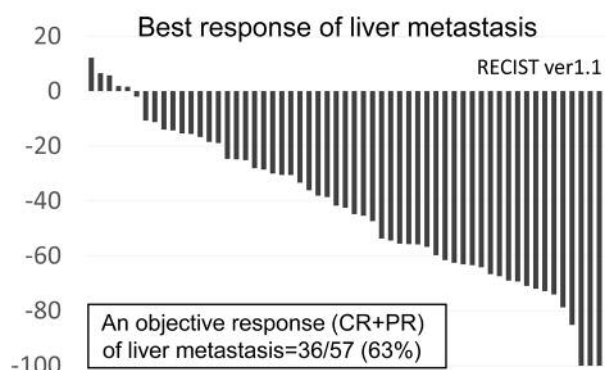 Best response of liver metastasis
RECIST ver1.1
20
0
-20
-40
-60
-80
-100
An objective response (CR+PR)
of liver metastasis=36/57 (63%)